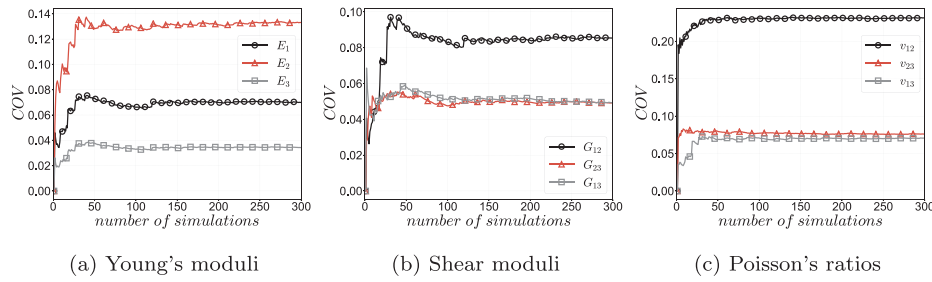 0.14
0.12
0.10
0.08
0.06
0.04
0.02
0.00
COV
E₁
E₂
E₃
0 50 100 150 200 250 300
number of simulations
(a) Young's moduli
0.10
0.08
0.06
0.04
0.02
0.00
COV
G₁₂
G₂₃
G₁₃
0 50 100 150 200 250 300
number of simulations
(b) Shear moduli
0.20
0.15
0.10
0.05
0.00
COV
v₁₂
v₂₃
v₁₃
0 50 100 150 200 250 300
number of simulations
(c) Poisson's ratios